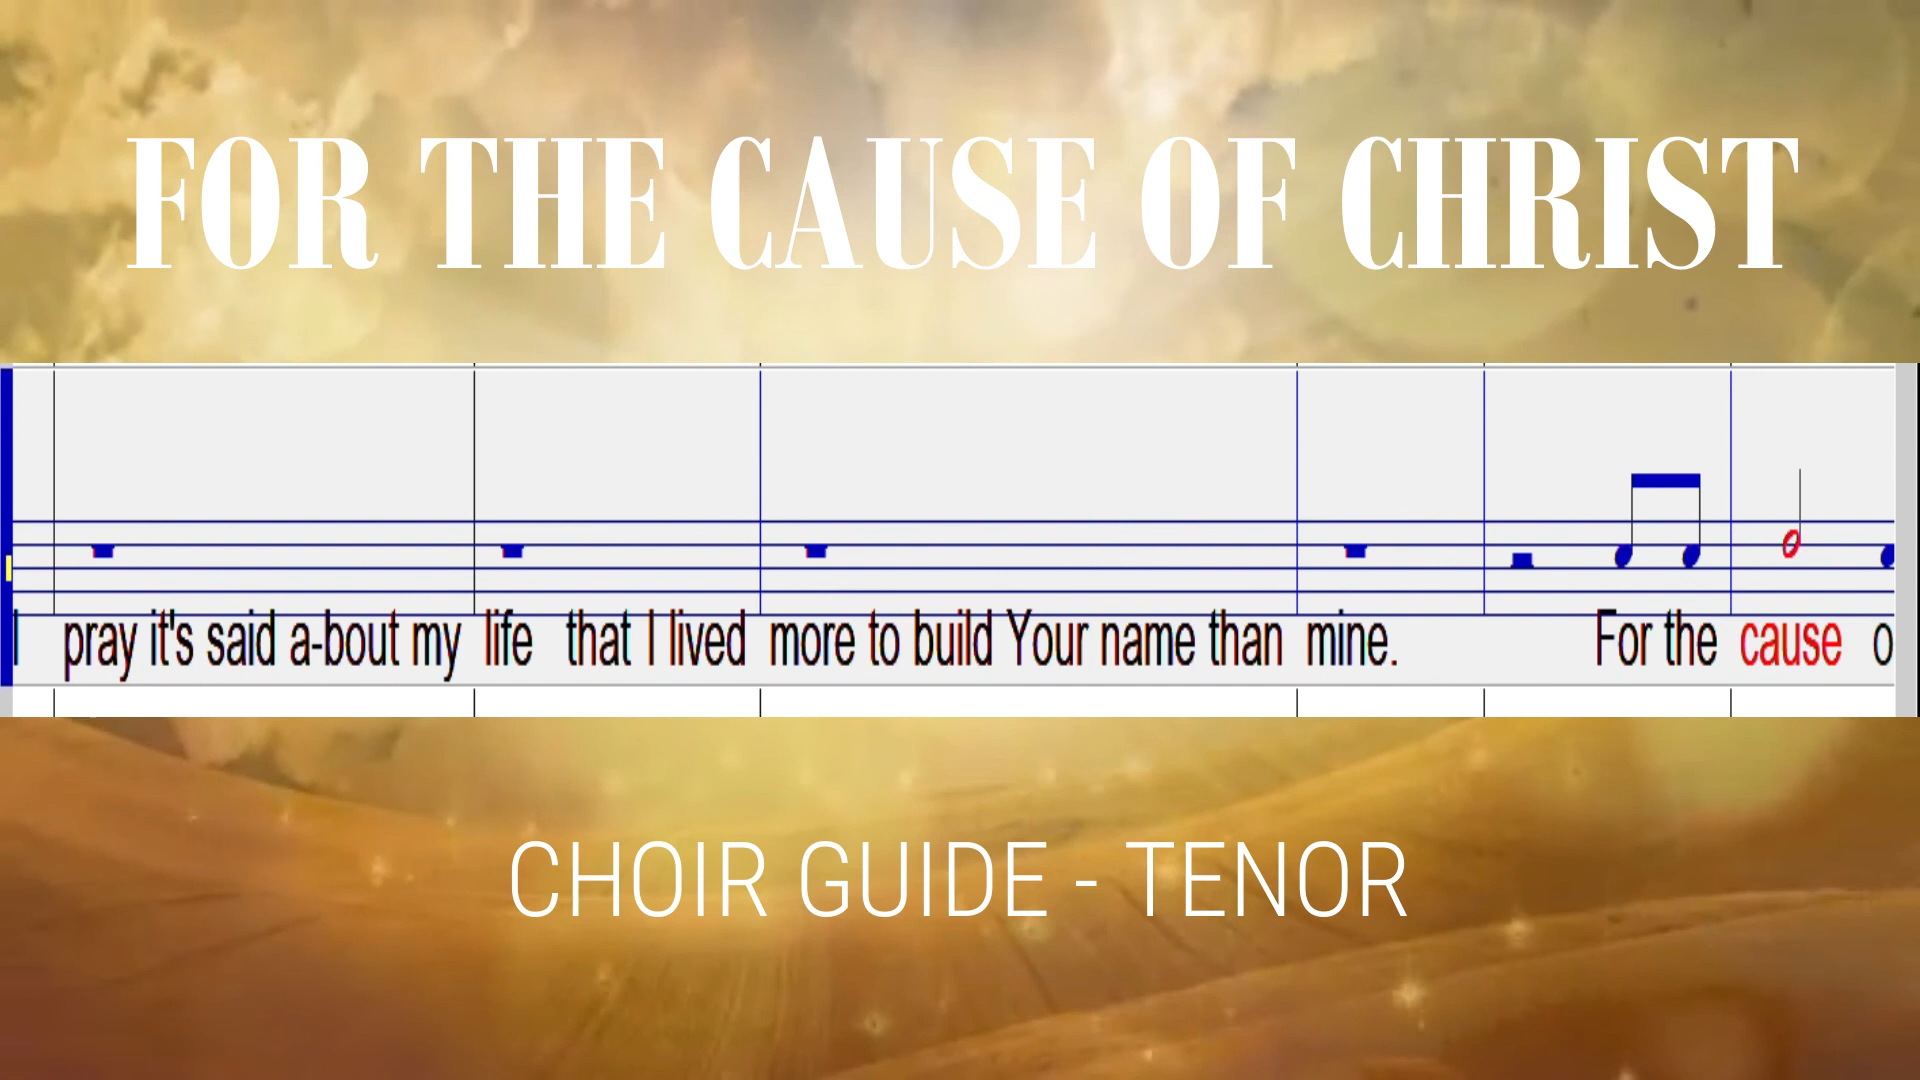 FOR THE CAUSE OF CHRIST
I pray it's said a-bout my life that I lived more to build Your name than mine. For the cause o
CHOIR GUIDE - TENOR